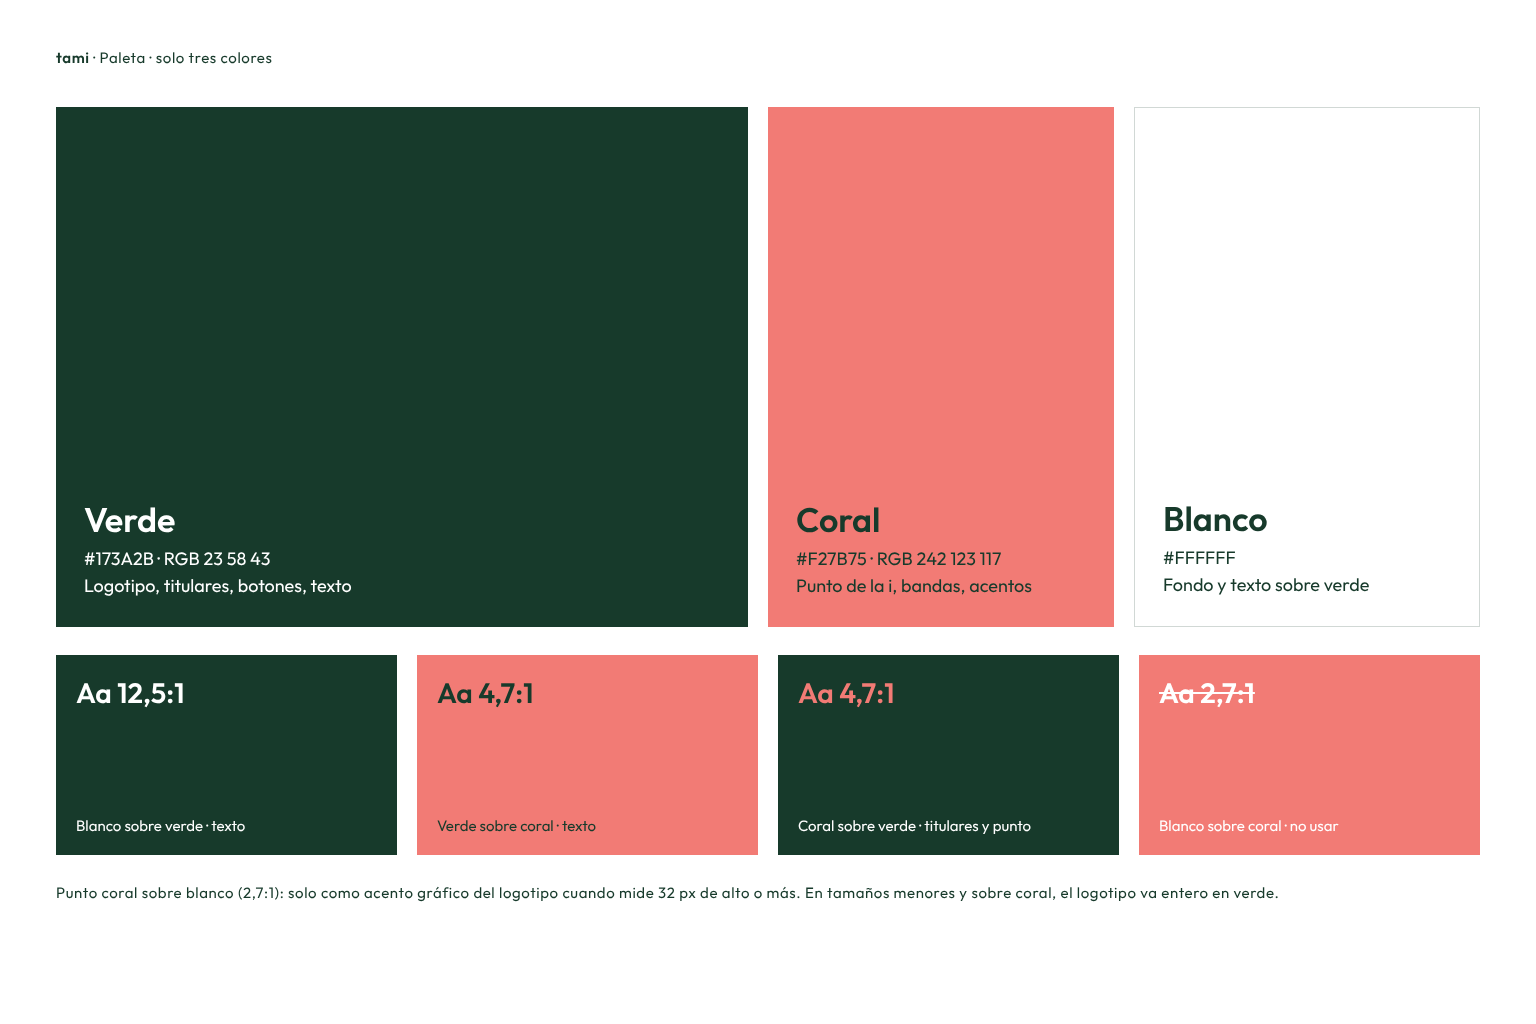 tami · Paleta · solo tres colores
Verde
#173A2B · RGB 23 58 43
Logotipo, titulares, botones, texto
Coral
#F27B75 · RGB 242 123 117
Punto de la i, bandas, acentos
Blanco
#FFFFFF
Fondo y texto sobre verde
Aa 12,5:1
Blanco sobre verde · texto
Aa 4,7:1
Verde sobre coral · texto
Aa 4,7:1
Coral sobre verde · titulares y punto
Aa 2,7:1
Blanco sobre coral · no usar
Punto coral sobre blanco (2,7:1): solo como acento gráfico del logotipo cuando mide 32 px de alto o más. En tamaños menores y sobre coral, el logotipo va entero en verde.